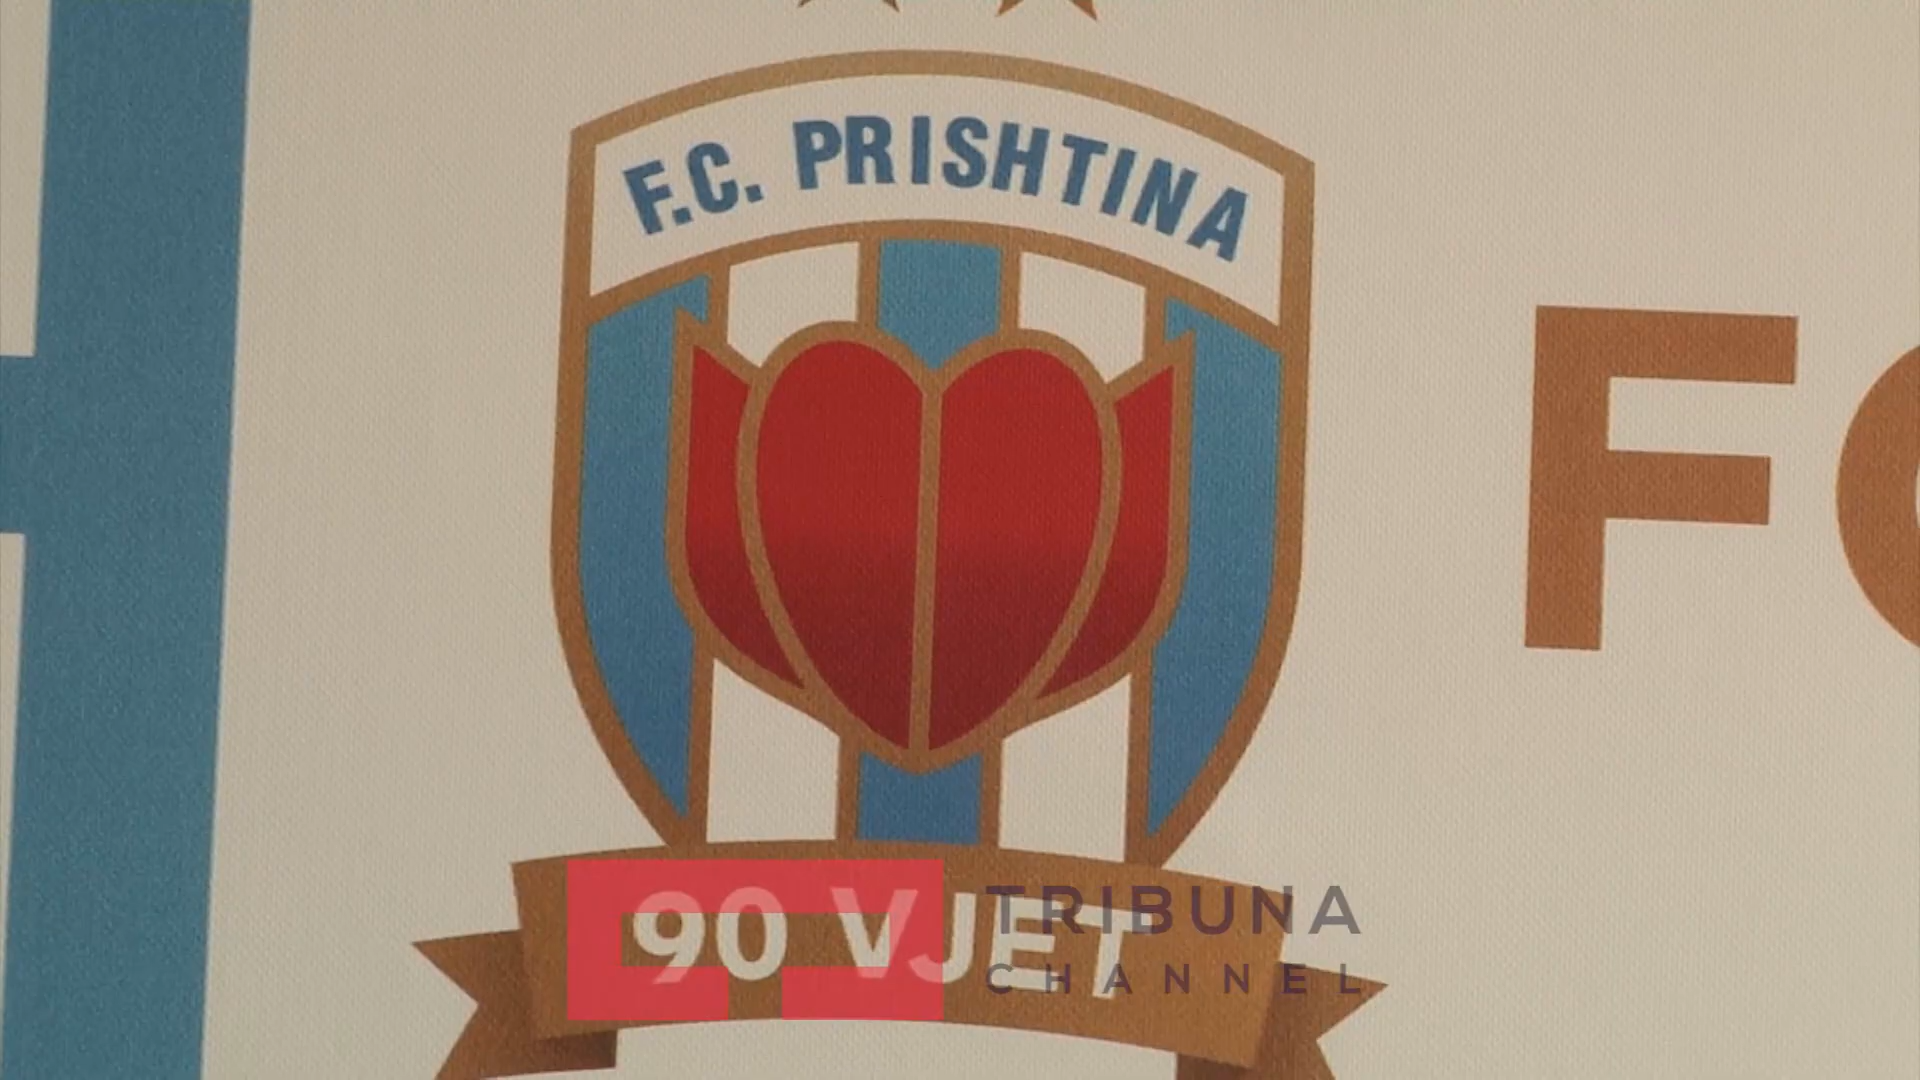 F.C. PRISHTINA
F
90 VJET
TRIBUNA
CHANNEL